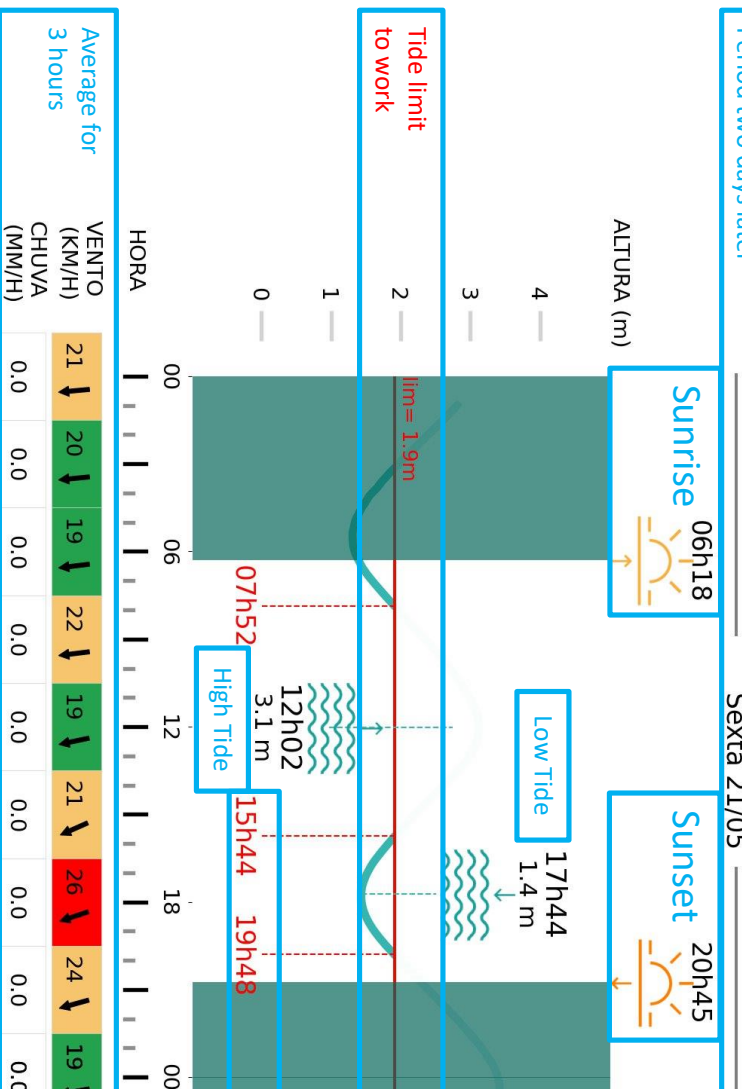 Period two days later
Sexta 21/05
06h18
20h45
Sunrise
Sunset
ALTURA (m)
4
3
2
1
0
17h44
1.4 m
Low Tide
Tide limit
to work
lim= 1.9m
12h02
3.1 m
High Tide
07h52 15h44 19h48
00 06 12 18 00
HORA
Average for
3 hours
VENTO
(KM/H)
21 20 19 22 19 21 26 24 19
CHUVA
(MM/H)
0.0 0.0 0.0 0.0 0.0 0.0 0.0 0.0 0.0